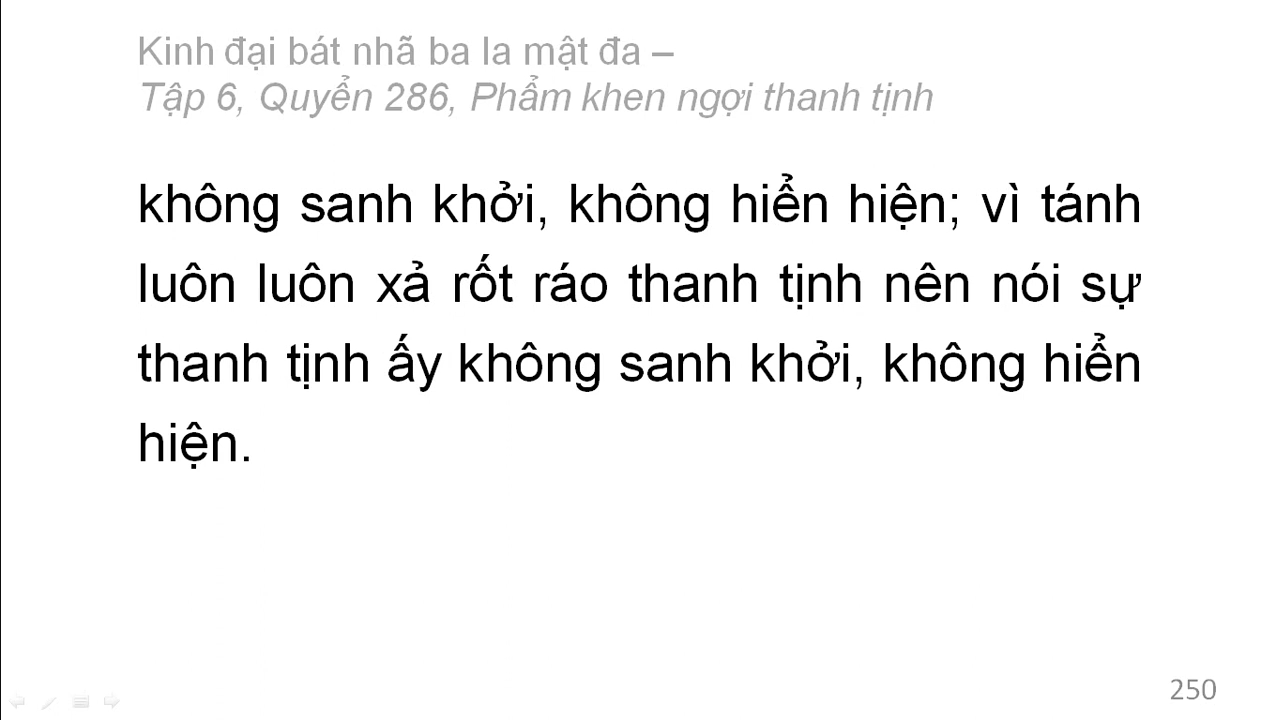 Kinh đại bát nhã ba la mật đa –
Tập 6, Quyển 286, Phẩm khen ngợi thanh tịnh
không sanh khởi, không hiển hiện; vì tánh
luôn luôn xả rốt ráo thanh tịnh nên nói sự
thanh tịnh ấy không sanh khởi, không hiển
hiện.
250